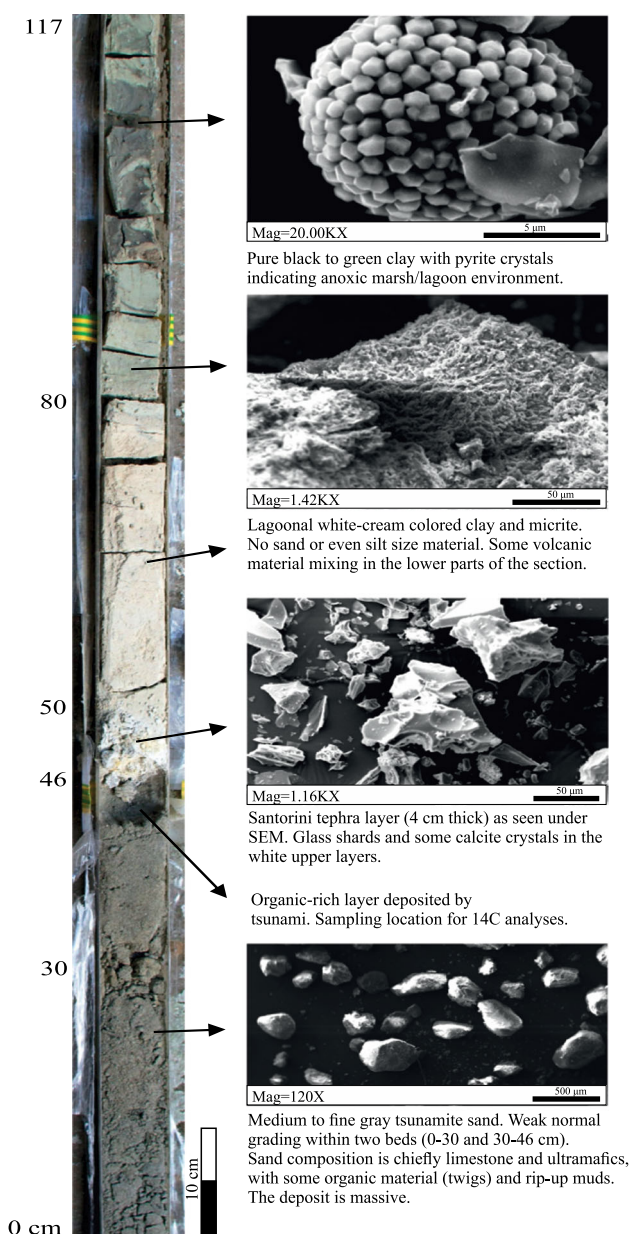 117
Mag=20.00KX
5 μm
Pure black to green clay with pyrite crystals
indicating anoxic marsh/lagoon environment.
80
Mag=1.42KX
50 μm
Lagoonal white-cream colored clay and micrite.
No sand or even silt size material. Some volcanic
material mixing in the lower parts of the section.
50
46
Mag=1.16KX
50 μm
Santorini tephra layer (4 cm thick) as seen under
SEM. Glass shards and some calcite crystals in the
white upper layers.
Organic-rich layer deposited by
tsunami. Sampling location for 14C analyses.
30
Mag=120X
500 μm
Medium to fine gray tsunamite sand. Weak normal
grading within two beds (0-30 and 30-46 cm).
Sand composition is chiefly limestone and ultramafics,
with some organic material (twigs) and rip-up muds.
The deposit is massive.
10 cm
0 cm